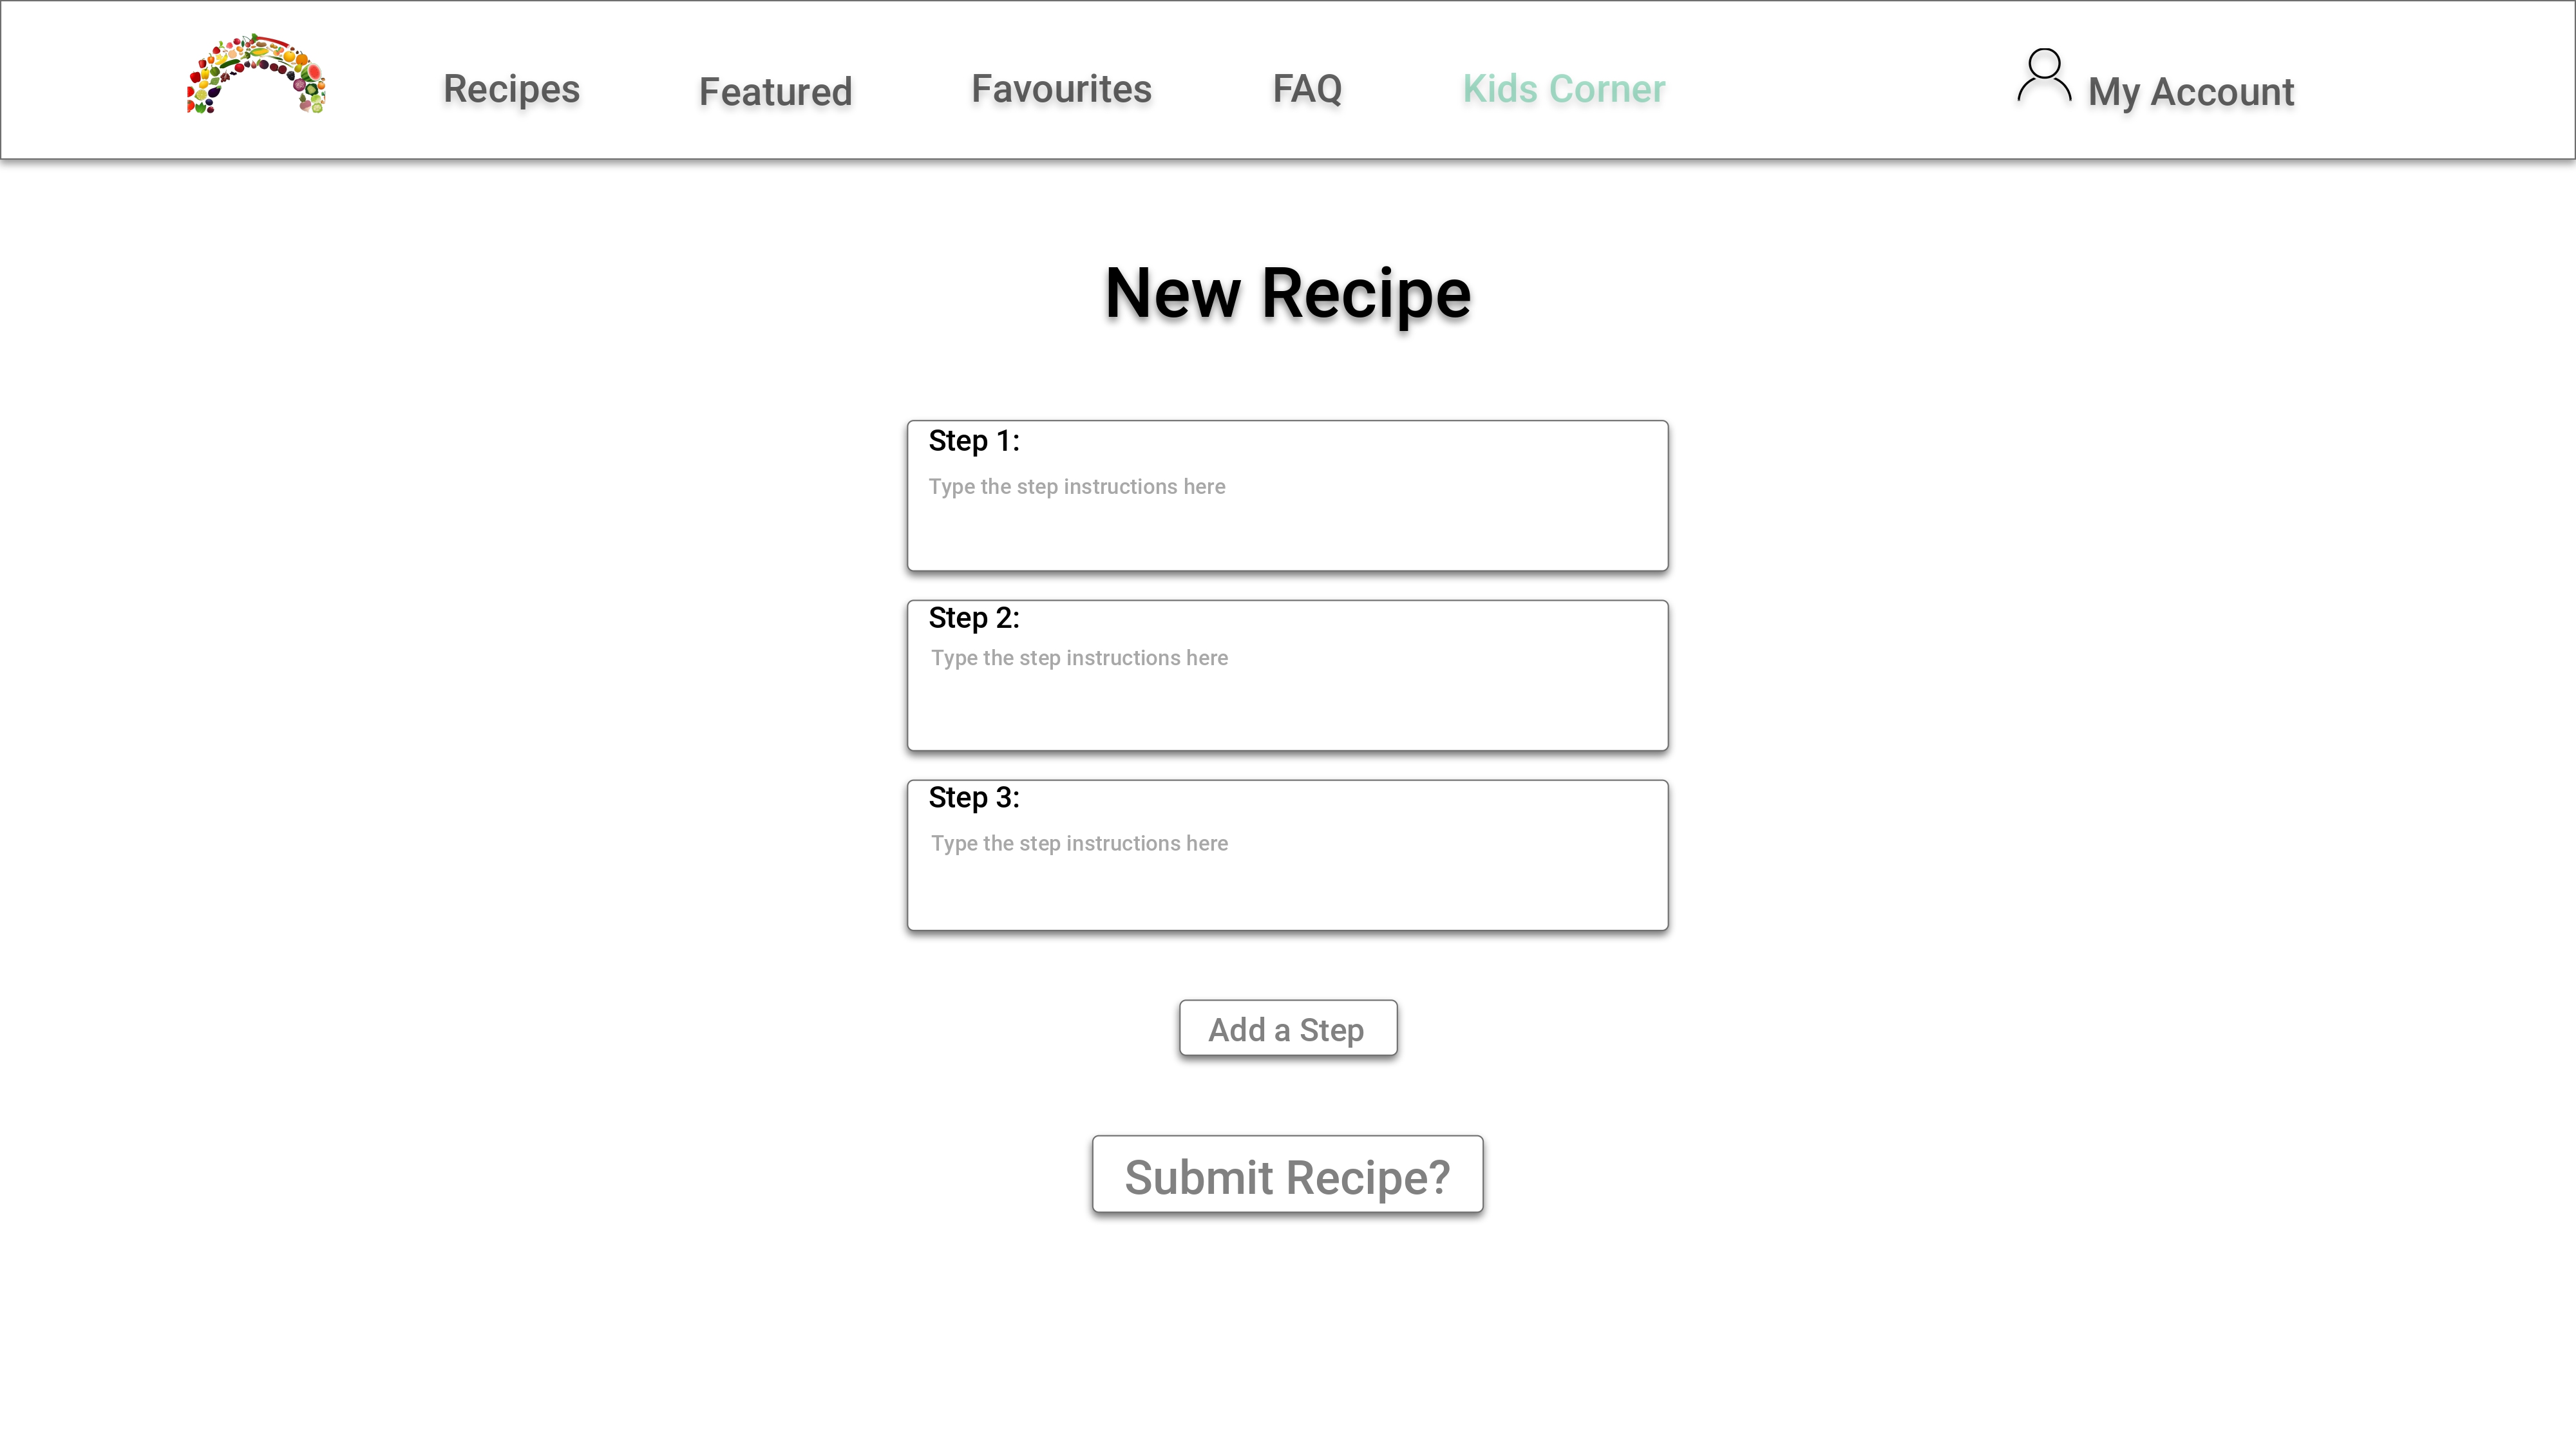 Recipes Featured Favourites FAQ Kids Corner My Account
New Recipe
Step 1:
Type the step instructions here
Step 2:
Type the step instructions here
Step 3:
Type the step instructions here
Add a Step
Submit Recipe?